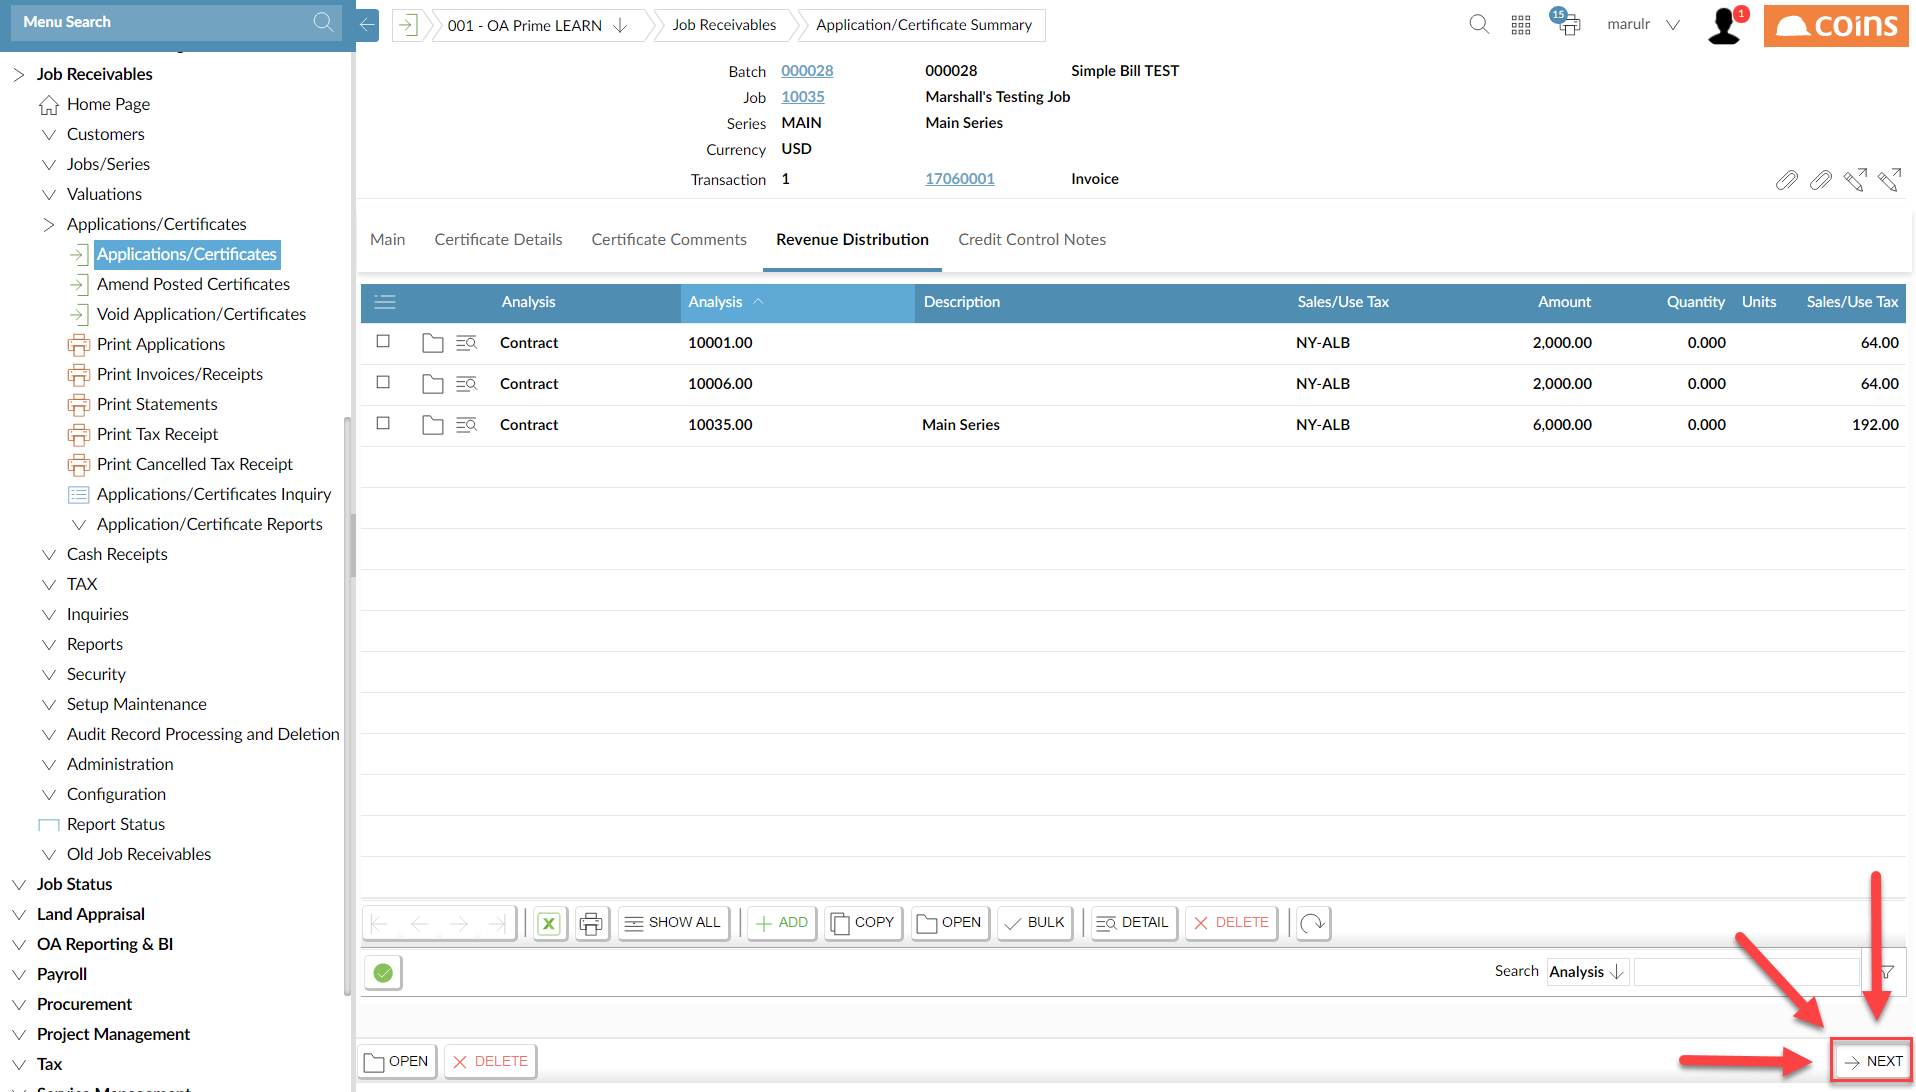 Menu Search
Job Receivables
Home Page
Customers
Jobs/Series
Valuations
Applications/Certificates
Applications/Certificates
Amend Posted Certificates
Void Application/Certificates
Print Applications
Print Invoices/Receipts
Print Statements
Print Tax Receipt
Print Cancelled Tax Receipt
Applications/Certificates Inquiry
Application/Certificate Reports
Cash Receipts
TAX
Inquiries
Reports
Security
Setup Maintenance
Audit Record Processing and Deletion
Administration
Configuration
Report Status
Old Job Receivables
Job Status
Land Appraisal
OA Reporting & BI
Payroll
Procurement
Project Management
Tax
001 - OA Prime LEARN Job Receivables Application/Certificate Summary
15 marulr 1 coins
Batch 000028 000028 Simple Bill TEST
Job 10035 Marshall's Testing Job
Series MAIN Main Series
Currency USD
Transaction 1 17060001 Invoice
Main Certificate Details Certificate Comments Revenue Distribution Credit Control Notes
Analysis Analysis Description Sales/Use Tax Amount Quantity Units Sales/Use Tax
Contract 10001.00 NY-ALB 2,000.00 0.000 64.00
Contract 10006.00 NY-ALB 2,000.00 0.000 64.00
Contract 10035.00 Main Series NY-ALB 6,000.00 0.000 192.00
SHOW ALL ADD COPY OPEN BULK DETAIL DELETE
Search Analysis
OPEN DELETE NEXT